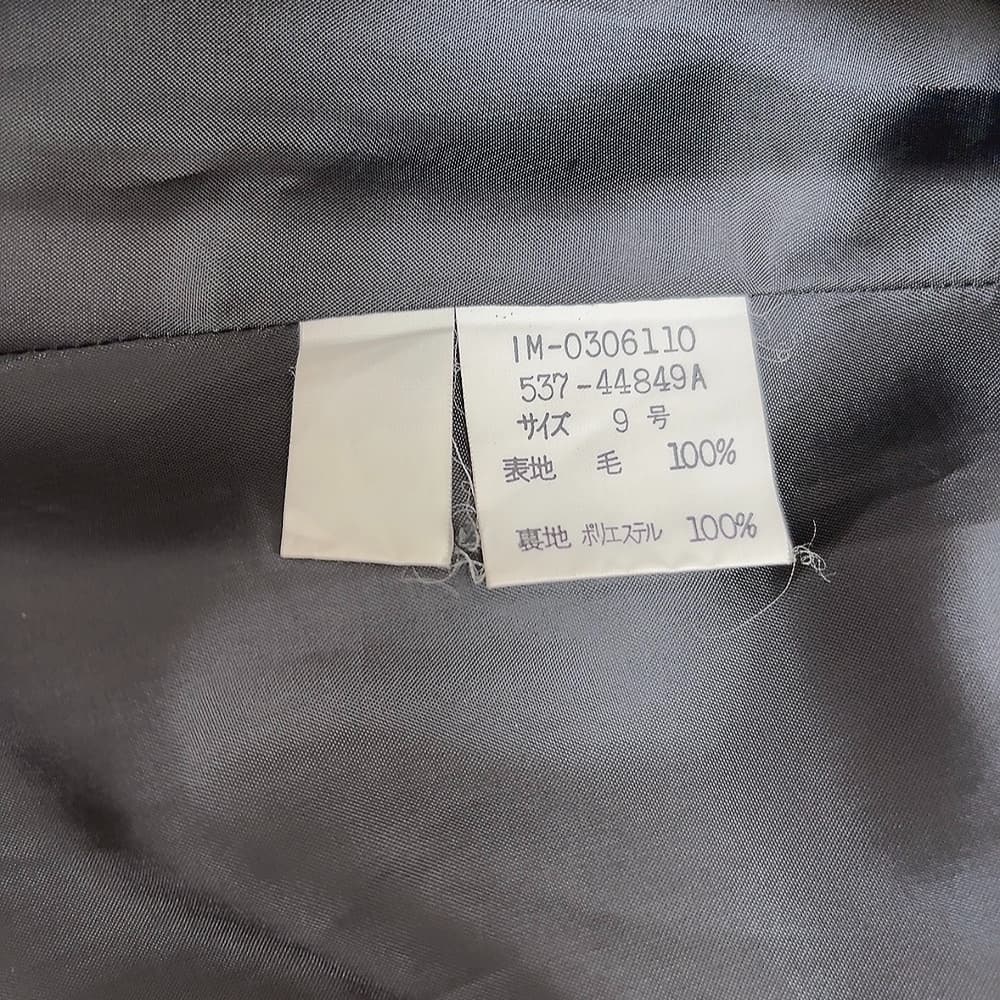 IM-0306110
537-44849A
サイズ 9 号
表地 毛 100%
裏地 ポリエステル 100%